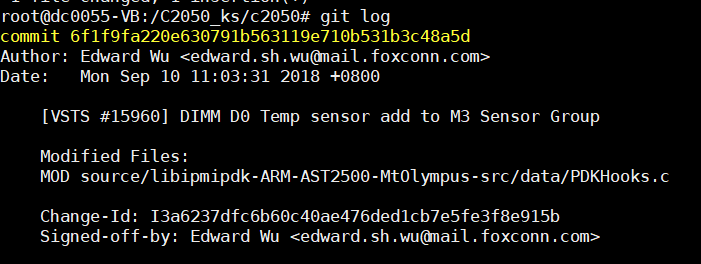 root@dc0055-VB:/C2050_ks/c2050# git log
commit 6f1f9fa220e630791b563119e710b531b3c48a5d
Author: Edward Wu <edward.sh.wu@mail.foxconn.com>
Date:   Mon Sep 10 11:03:31 2018 +0800
[VSTS #15960] DIMM D0 Temp sensor add to M3 Sensor Group
Modified Files:
MOD source/libipmipdk-ARM-AST2500-MtOlympus-src/data/PDKHooks.c
Change-Id: I3a6237dfc6b60c40ae476ded1cb7e5fe3f8e915b
Signed-off-by: Edward Wu <edward.sh.wu@mail.foxconn.com>